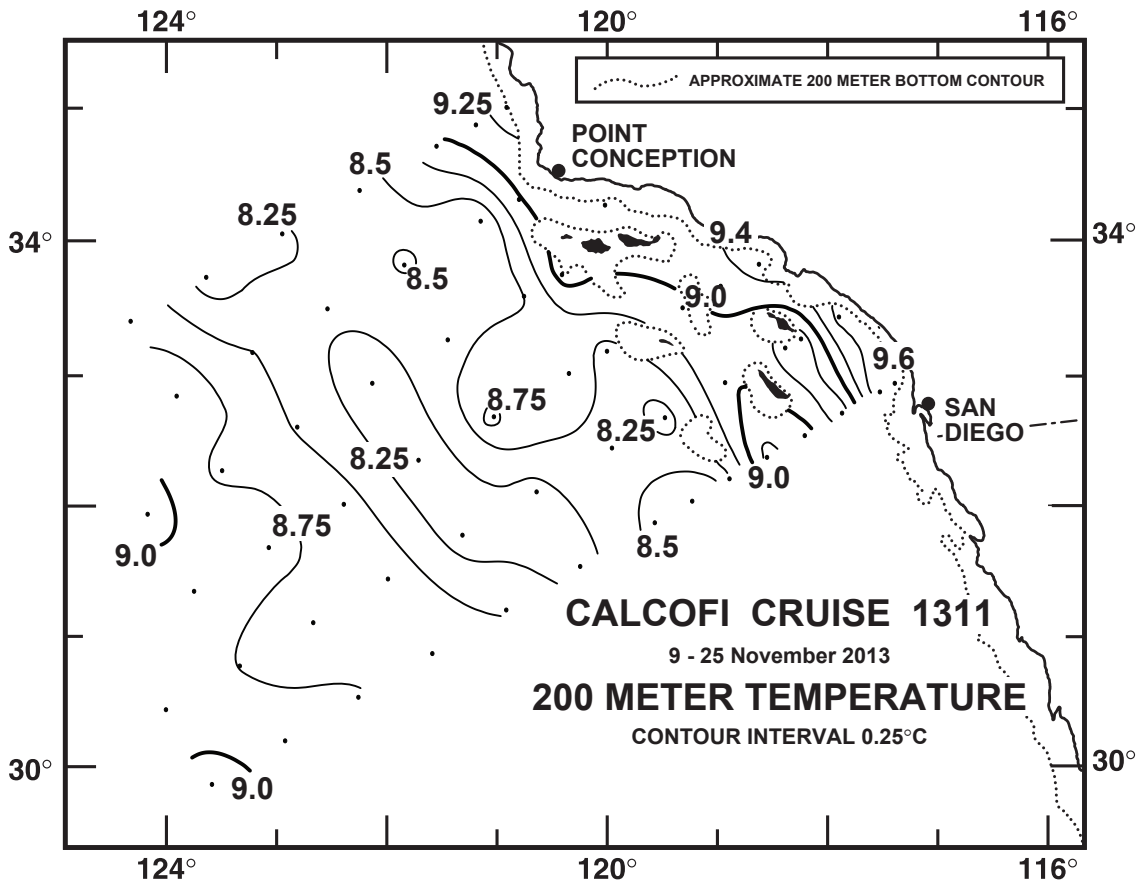 124° 120° 116°
APPROXIMATE 200 METER BOTTOM CONTOUR
9.25
POINT
CONCEPTION
8.5
8.25
9.4
34° 34°
8.5
9.0
9.6
8.75
SAN
DIEGO
8.25
8.25
9.0
8.75
8.5
9.0
CALCOFI CRUISE 1311
9 - 25 November 2013
200 METER TEMPERATURE
CONTOUR INTERVAL 0.25°C
30° 30°
9.0
124° 120° 116°